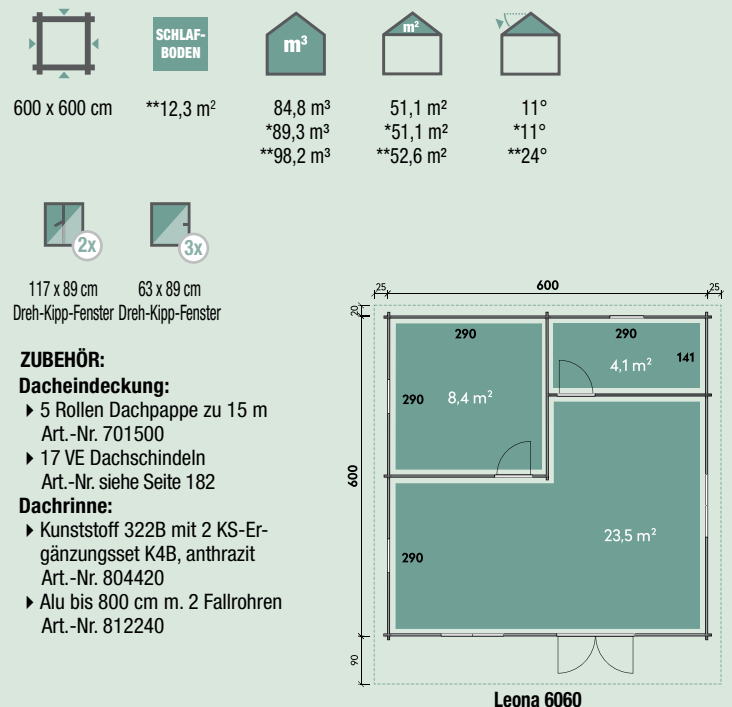 SCHLAF-
BODEN
m³
m²
600 x 600 cm
**12,3 m²
84,8 m³
*89,3 m³
**98,2 m³
51,1 m²
*51,1 m²
**52,6 m²
11°
*11°
**24°
2x
3x
117 x 89 cm
Dreh-Kipp-Fenster
63 x 89 cm
Dreh-Kipp-Fenster
ZUBEHÖR:
Dacheindeckung:
5 Rollen Dachpappe zu 15 m
Art.-Nr. 701500
17 VE Dachschindeln
Art.-Nr. siehe Seite 182
Dachrinne:
Kunststoff 322B mit 2 KS-Er-
gänzungsset K4B, anthrazit
Art.-Nr. 804420
Alu bis 800 cm m. 2 Fallrohren
Art.-Nr. 812240
25
600
25
20
290
290
141
4,1 m²
290
8,4 m²
600
23,5 m²
290
90
Leona 6060